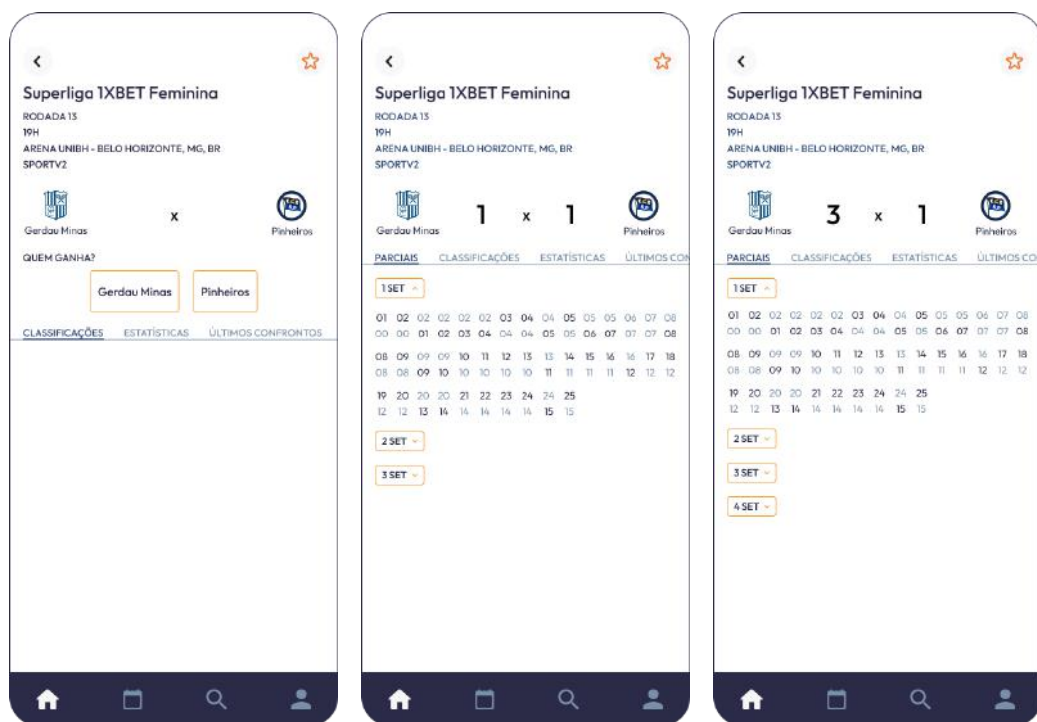 Superliga 1XBET Feminina
RODADA 13
19H
ARENA UNIBH - BELO HORIZONTE, MG, BR
SPORTV2
x
Gerdau Minas
Pinheiros
QUEM GANHA?
Gerdau Minas
Pinheiros
CLASSIFICAÇÕES ESTATÍSTICAS ÚLTIMOS CONFRONTOS
Superliga 1XBET Feminina
RODADA 13
19H
ARENA UNIBH - BELO HORIZONTE, MG, BR
SPORTV2
1 x 1
Gerdau Minas
Pinheiros
PARCIAIS CLASSIFICAÇÕES ESTATÍSTICAS ÚLTIMOS CON
1 SET
01 02 02 02 02 02 03 04 04 05 05 05 06 07 08
00 00 01 02 03 04 04 04 05 05 06 07 07 07 08
08 09 09 09 10 11 12 13 13 14 15 16 16 17 18
08 08 09 10 10 10 10 10 11 11 11 11 12 12 12
19 20 20 20 21 22 23 24 24 25
12 12 13 14 14 14 14 14 15 15
2 SET
3 SET
Superliga 1XBET Feminina
RODADA 13
19H
ARENA UNIBH - BELO HORIZONTE, MG, BR
SPORTV2
3 x 1
Gerdau Minas
Pinheiros
PARCIAIS CLASSIFICAÇÕES ESTATÍSTICAS ÚLTIMOS CO
1 SET
01 02 02 02 02 02 03 04 04 05 05 05 06 07 08
00 00 01 02 03 04 04 04 05 05 06 07 07 07 08
08 09 09 09 10 11 12 13 13 14 15 16 16 17 18
08 08 09 10 10 10 10 10 11 11 11 11 12 12 12
19 20 20 20 21 22 23 24 24 25
12 12 13 14 14 14 14 14 15 15
2 SET
3 SET
4 SET